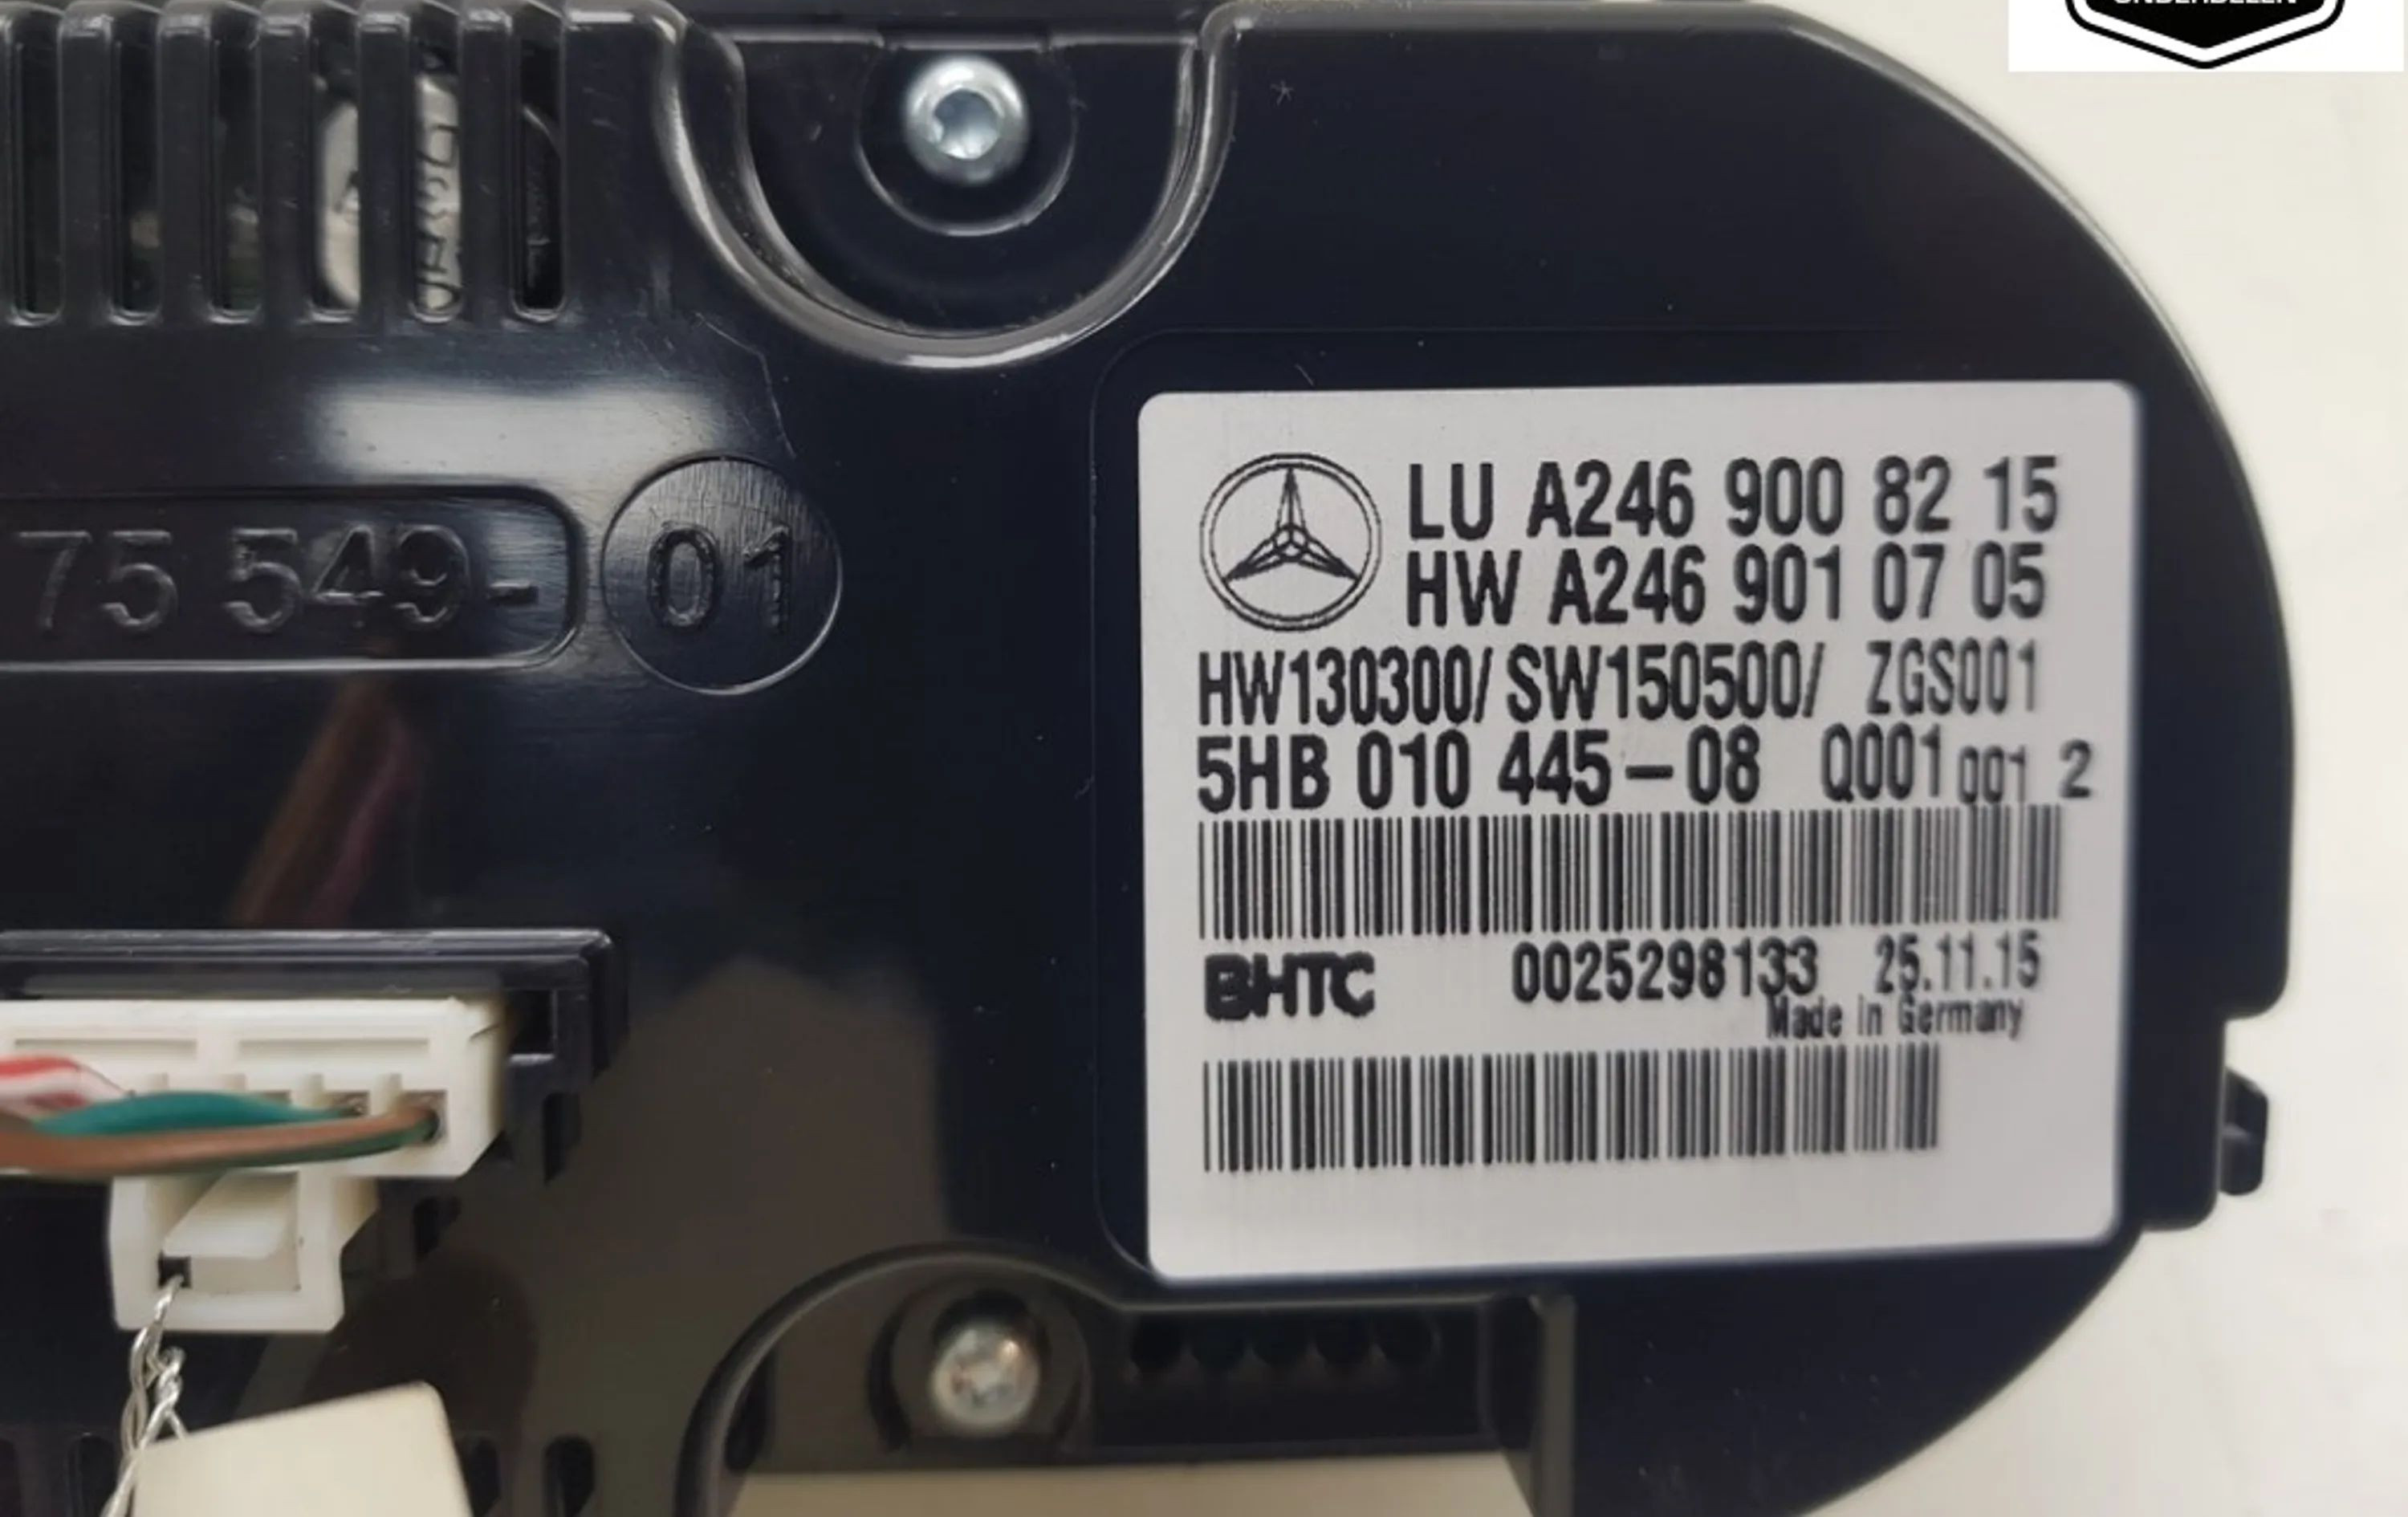 ONDERDELEN
75 549-
01
LU A246 900 82 15
HW A246 901 07 05
HW130300/SW150500/ ZGS001
5HB 010 445-08 Q001 001 2
BHTC 0025298133 25.11.15
Made in Germany